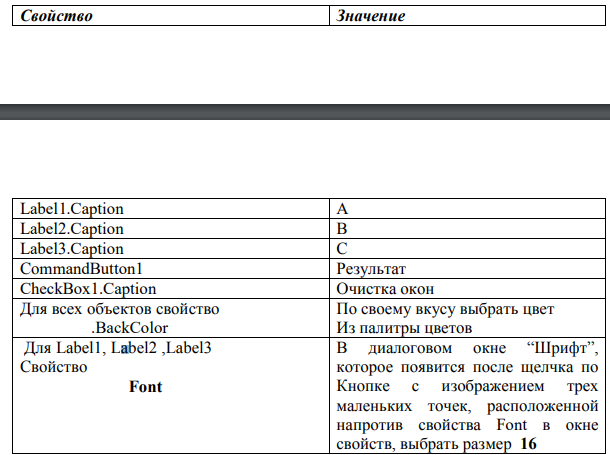 Свойство Значение
Label1.Caption A
Label2.Caption B
Label3.Caption C
CommandButton1 Результат
CheckBox1.Caption Очистка окон
Для всех объектов свойство По своему вкусу выбрать цвет
.BackColor Из палитры цветов
Для Label1, Label2 ,Label3 В диалоговом окне “Шрифт”,
Свойство которое появится после щелчка по
Font Кнопке с изображением трех
маленьких точек, расположенной
напротив свойства Font в окне
свойств, выбрать размер 16